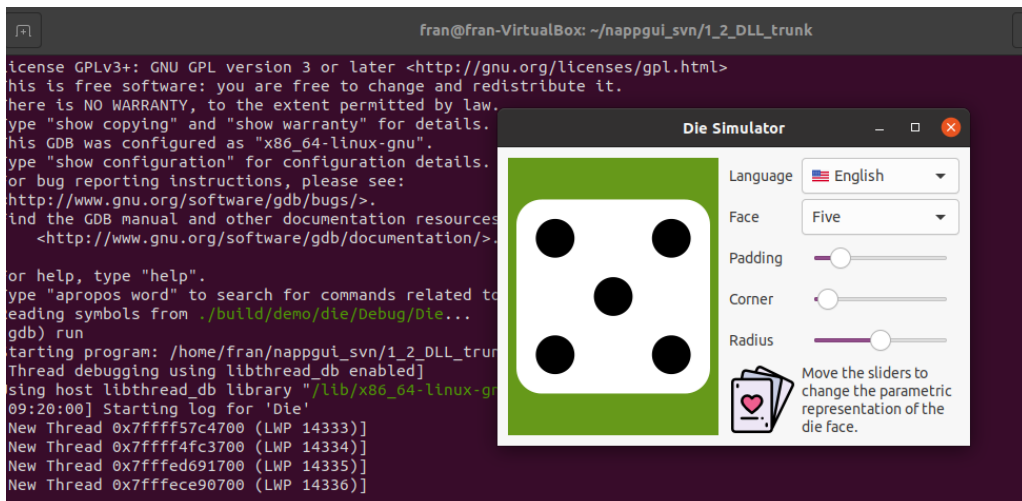 fran@fran-VirtualBox: ~/nappgui_svn/1_2_DLL_trunk
icense GPLv3+: GNU GPL version 3 or later <http://gnu.org/licenses/gpl.html>
his is free software: you are free to change and redistribute it.
here is NO WARRANTY, to the extent permitted by law.
ype "show copying" and "show warranty" for details.
his GDB was configured as "x86_64-linux-gnu".
ype "show configuration" for configuration details.
or bug reporting instructions, please see:
http://www.gnu.org/software/gdb/bugs/>.
ind the GDB manual and other documentation resources
<http://www.gnu.org/software/gdb/documentation/>.
or help, type "help".
ype "apropos word" to search for commands related to
eading symbols from ./build/demo/die/Debug/Die...
gdb) run
tarting program: /home/fran/nappgui_svn/1_2_DLL_trun
Thread debugging using libthread_db enabled]
sing host libthread_db library "/lib/x86_64-linux-gn
09:20:00] Starting log for 'Die'
New Thread 0x7ffff57c4700 (LWP 14333)]
New Thread 0x7ffff4fc3700 (LWP 14334)]
New Thread 0x7fffed691700 (LWP 14335)]
New Thread 0x7fffece90700 (LWP 14336)]
Die Simulator
Language English
Face Five
Padding
Corner
Radius
Move the sliders to
change the parametric
representation of the
die face.